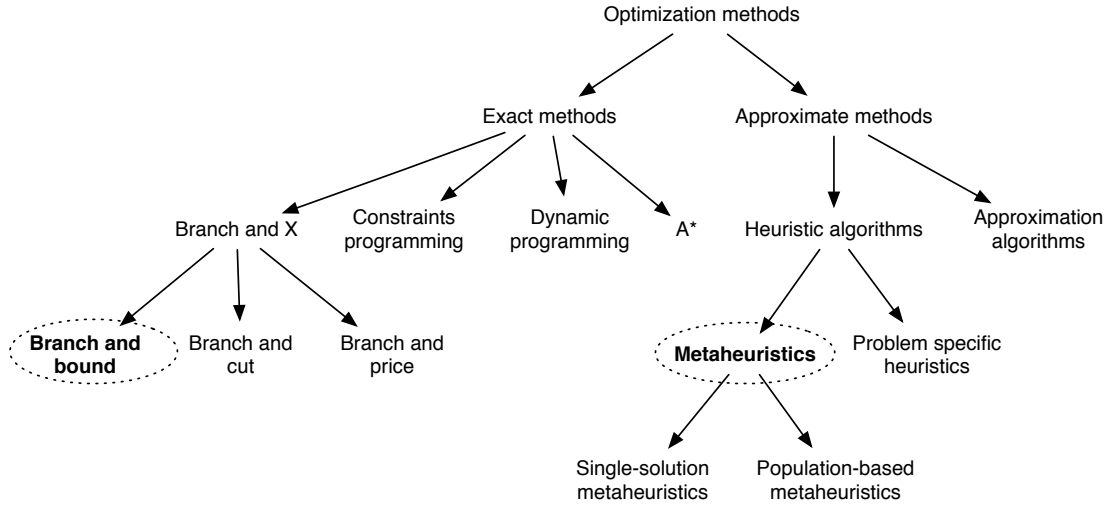 Optimization methods
Exact methods
Approximate methods
Branch and X
Constraints
programming
Dynamic
programming
A*
Heuristic algorithms
Approximation
algorithms
Branch and
bound
Branch and
cut
Branch and
price
Metaheuristics
Problem specific
heuristics
Single-solution
metaheuristics
Population-based
metaheuristics